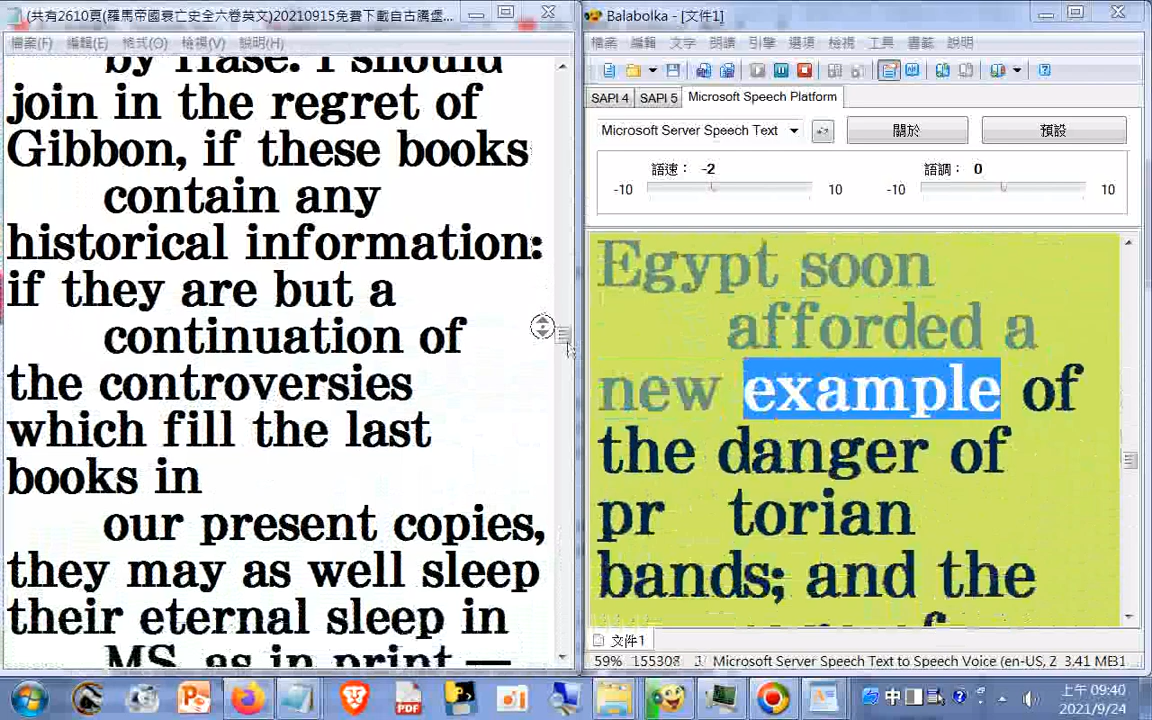 (共有2610頁(羅馬帝國衰亡史全六卷英文)20210915免費下載自古騰堡...
檔案(F) 編輯(E) 格式(O) 檢視(V) 說明(H)
by Hase. I should
join in the regret of
Gibbon, if these books
contain any
historical information:
if they are but a
continuation of
the controversies
which fill the last
books in
our present copies,
they may as well sleep
their eternal sleep in
MS. as in print —
Balabolka - [文件1]
檔案 編輯 文字 朗讀 引擎 選項 檢視 工具 書籤 說明
SAPI 4 SAPI 5 Microsoft Speech Platform
Microsoft Server Speech Text 關於 預設
語速： -2 語調： 0
-10 10 -10 10
Egypt soon
afforded a
new example of
the danger of
pr torian
bands; and the
文件1
59% 155308 Microsoft Server Speech Text to Speech Voice (en-US, Z 3.41 MB1
中 上午 09:40
2021/9/24